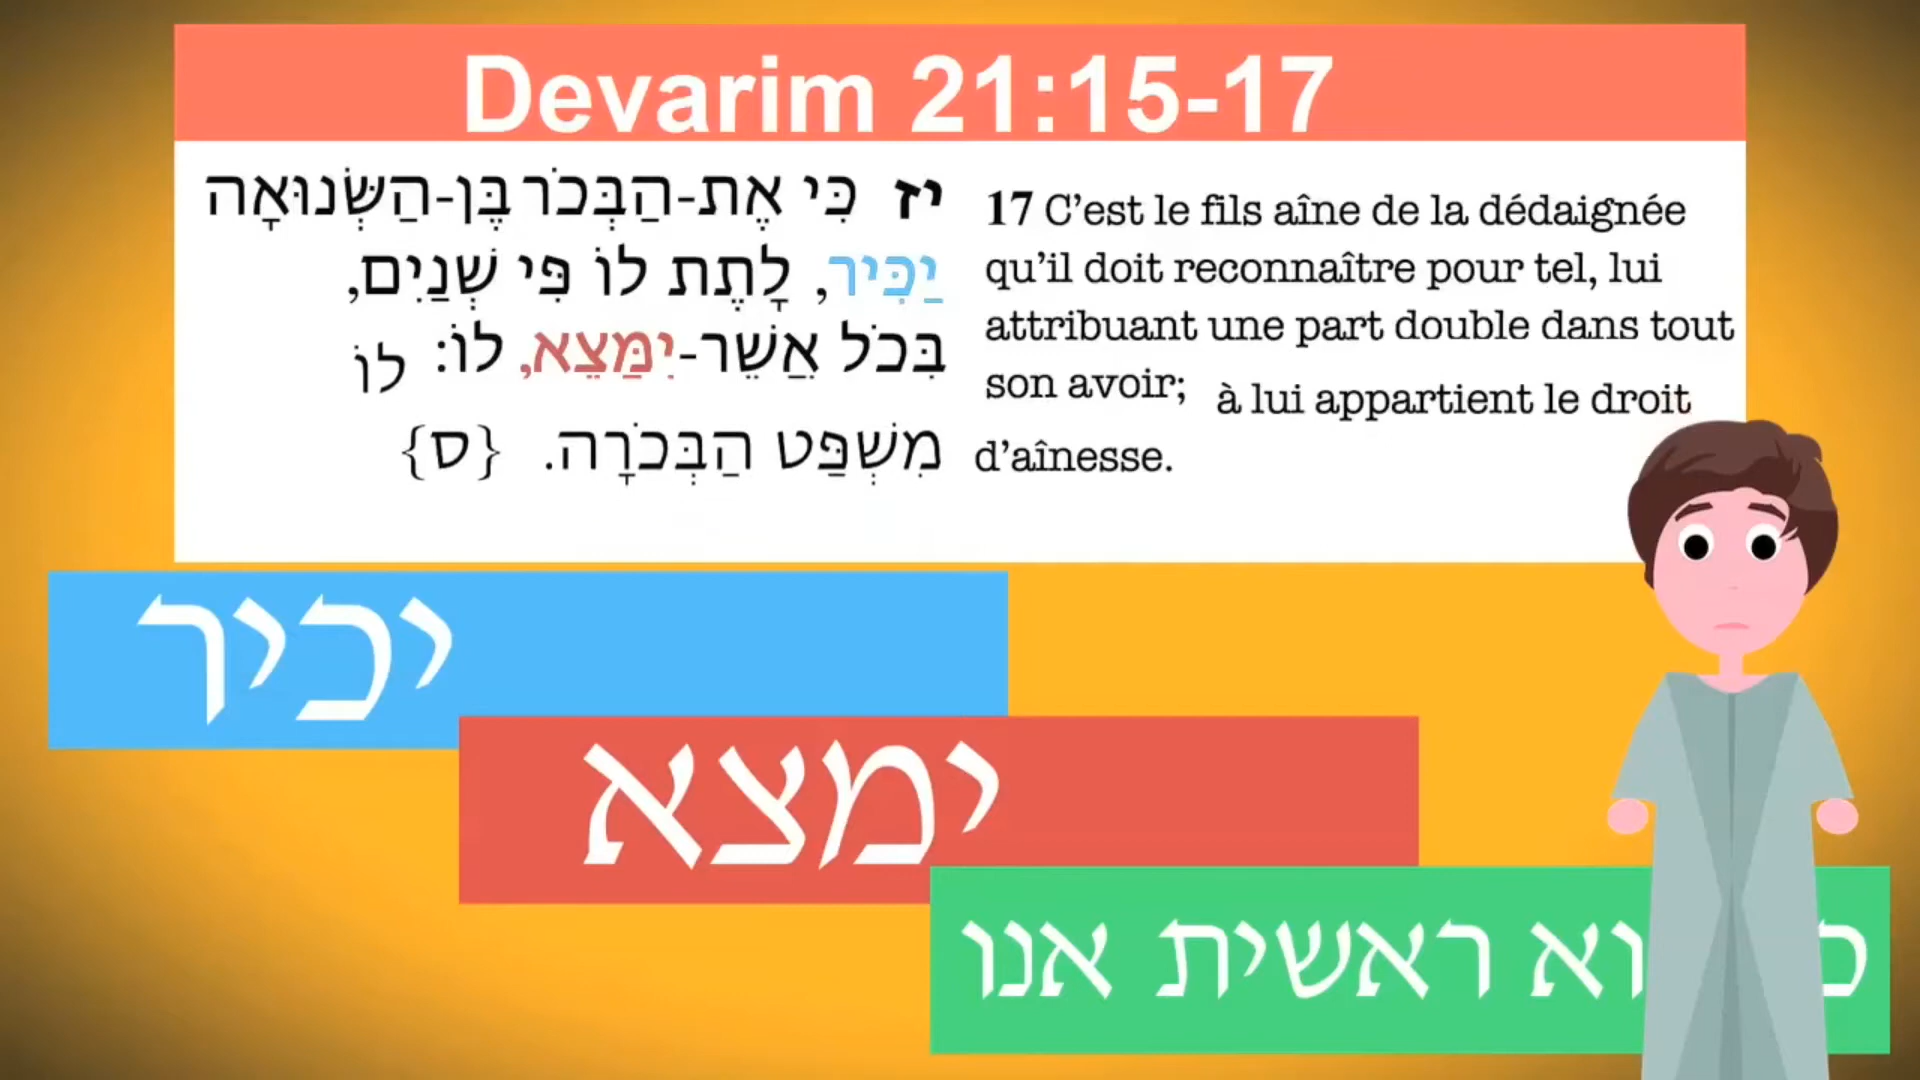 Devarim 21:15-17
יז כִּי אֶת-הַבְּכֹר בֶּן-הַשְּׂנוּאָה
יַכִּיר, לָתֶת לוֹ פִּי שְׁנַיִם,
בְּכֹל אֲשֶׁר-יִמַּצֵא, לוֹ: לוֹ
מִשְׁפַּט הַבְּכֹרָה. {ס}
17 C'est le fils aîne de la dédaignée
qu'il doit reconnaître pour tel, lui
attribuant une part double dans tout
son avoir; à lui appartient le droit
d'aînesse.
יכיר
ימצא
ראשית אנו